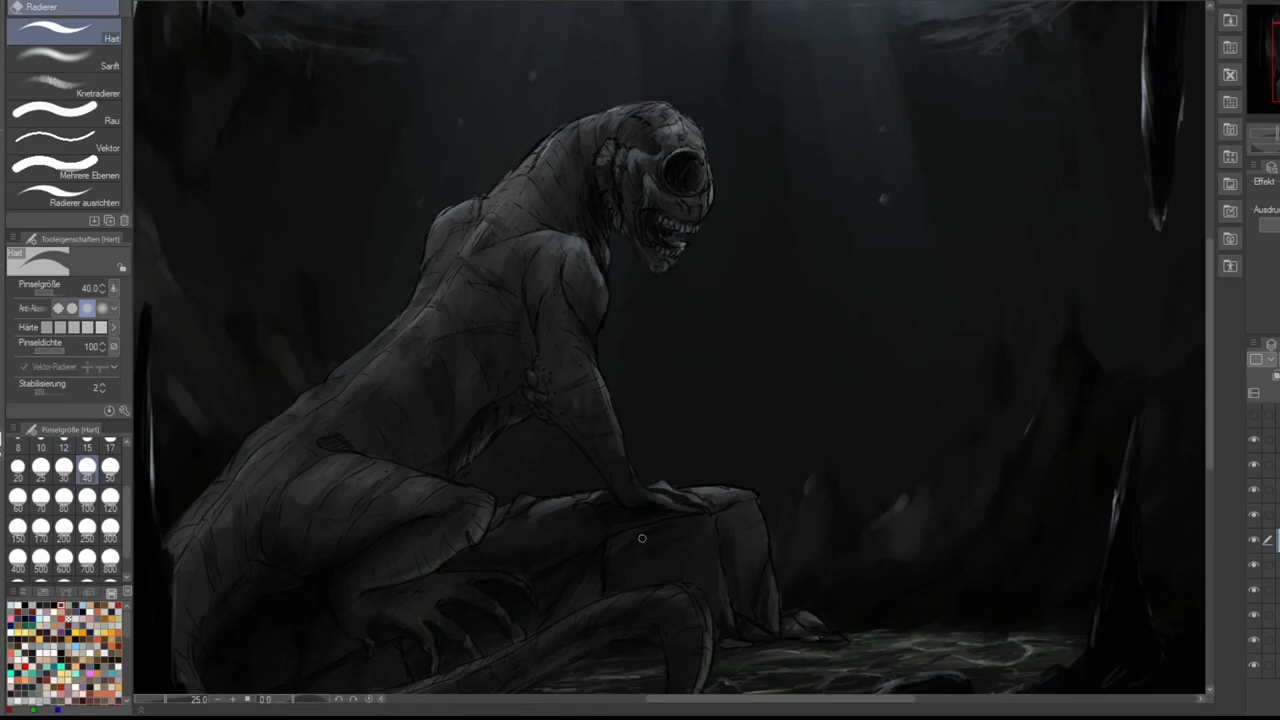 Radierer
Hart
Sanft
Knetradierer
Rau
Vektor
Mehrere Ebenen
Radierer ausrichten
Tooleigenschaften [Hart]
Hart
Pinselgröße 40.0
Härte
Pinseldichte 100
Vektor-Radierer
Stabilisierung 2
Pinselgröße [Hart]
8 10 12 15 17
20 25 30 40 50
60 70 80 100 120
150 170 200 250 300
400 500 600 700 800
25.0 0.0
Effekt
Ausdru